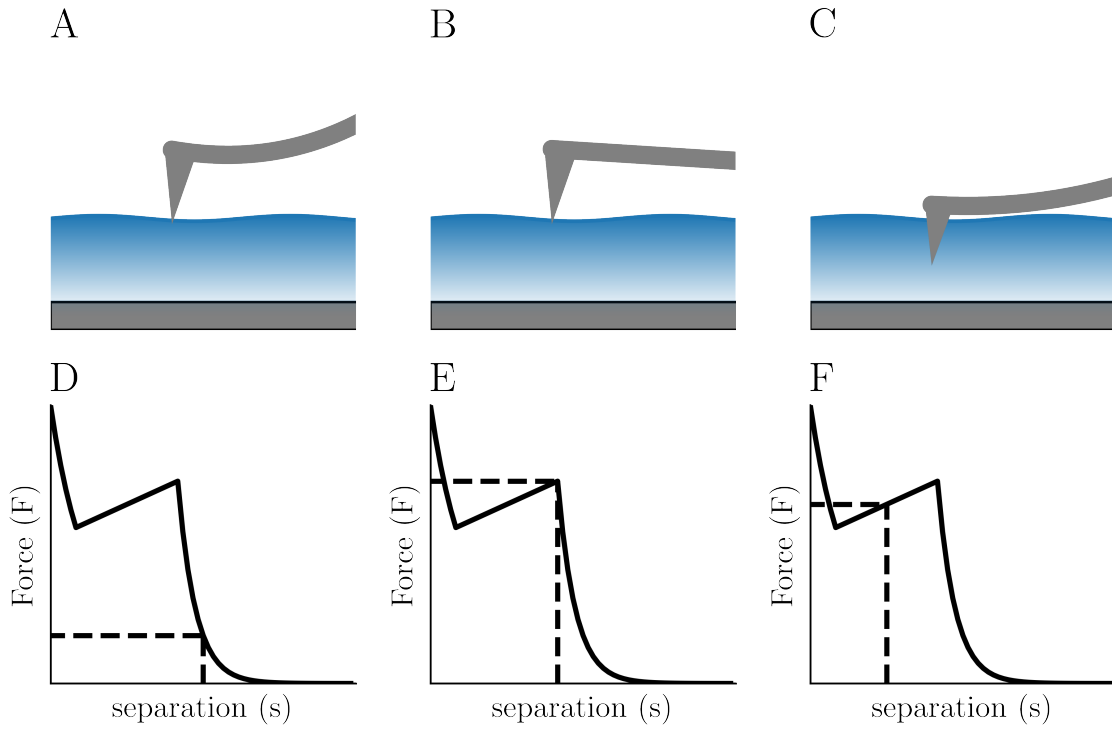 A
B
C
D
E
F
Force (F)
Force (F)
Force (F)
separation (s)
separation (s)
separation (s)